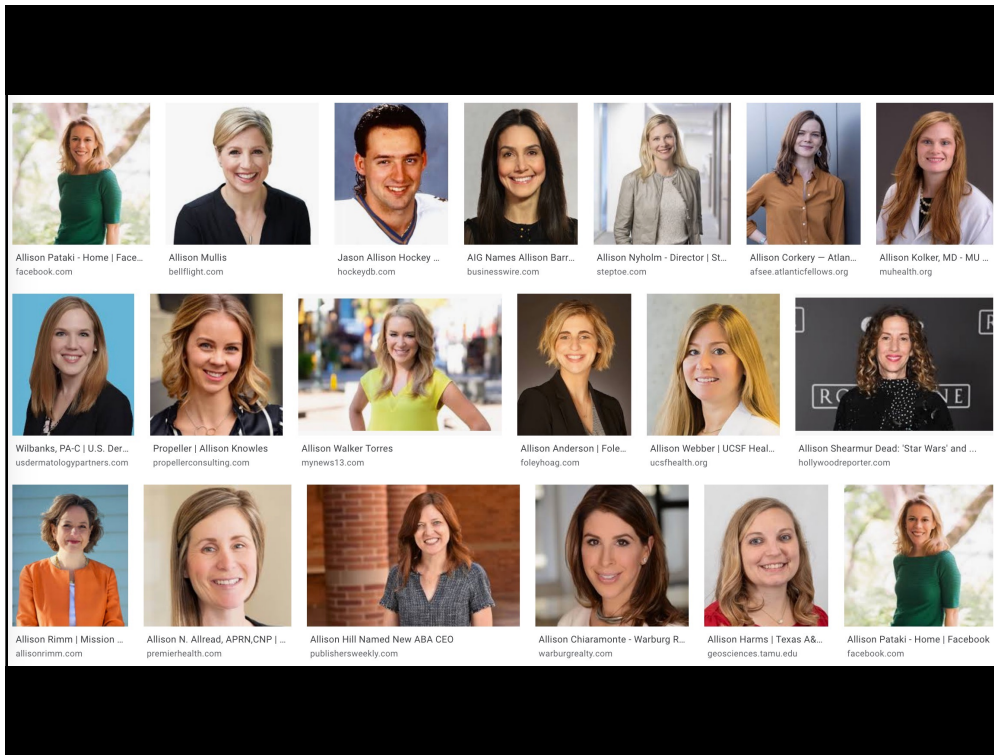 Allison Pataki - Home | Face...
facebook.com
Allison Mullis
bellflight.com
Jason Allison Hockey ...
hockeydb.com
AIG Names Allison Barr...
businesswire.com
Allison Nyholm - Director | St...
steptoe.com
Allison Corkery — Atlan...
afsee.atlanticfellows.org
Allison Kolker, MD - MU ...
muhealth.org
Wilbanks, PA-C | U.S. Der...
usdermatologypartners.com
Propeller | Allison Knowles
propellerconsulting.com
Allison Walker Torres
mynews13.com
Allison Anderson | Fole...
foleyhoag.com
Allison Webber | UCSF Heal...
ucsfhealth.org
R
RO
NE
Allison Shearmur Dead: 'Star Wars' and ...
hollywoodreporter.com
Allison Rimm | Mission ...
allisonrimm.com
Allison N. Allread, APRN,CNP | ...
premierhealth.com
Allison Hill Named New ABA CEO
publishersweekly.com
Allison Chiaramonte - Warburg R...
warburgrealty.com
Allison Harms | Texas A&...
geosciences.tamu.edu
Allison Pataki - Home | Facebook
facebook.com